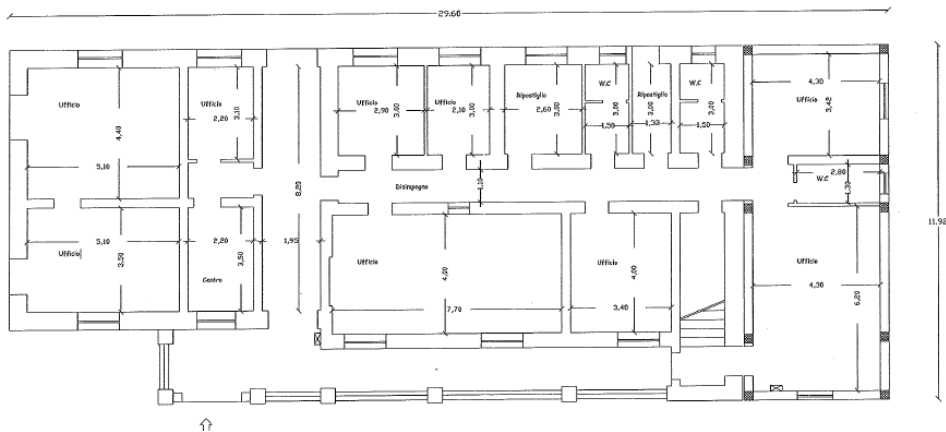 29.60
Ufficio
4,40
5,10
Ufficio
2,20
3,10
8,20
Ufficio
2,90
3,00
Ufficio
2,10
3,00
Ripostiglio
2,60
W.C
3,00
1,50
Ripostiglio
3,00
1,30
W.C
3,00
1,50
4,30
Ufficio
3,42
Disimpegno
1,10
2,80
W.C
1,30
11.92
5,10
Ufficio
3,50
2,20
3,50
Centro
1,95
Ufficio
4,00
7,70
Ufficio
4,00
3,40
Ufficio
4,30
6,20